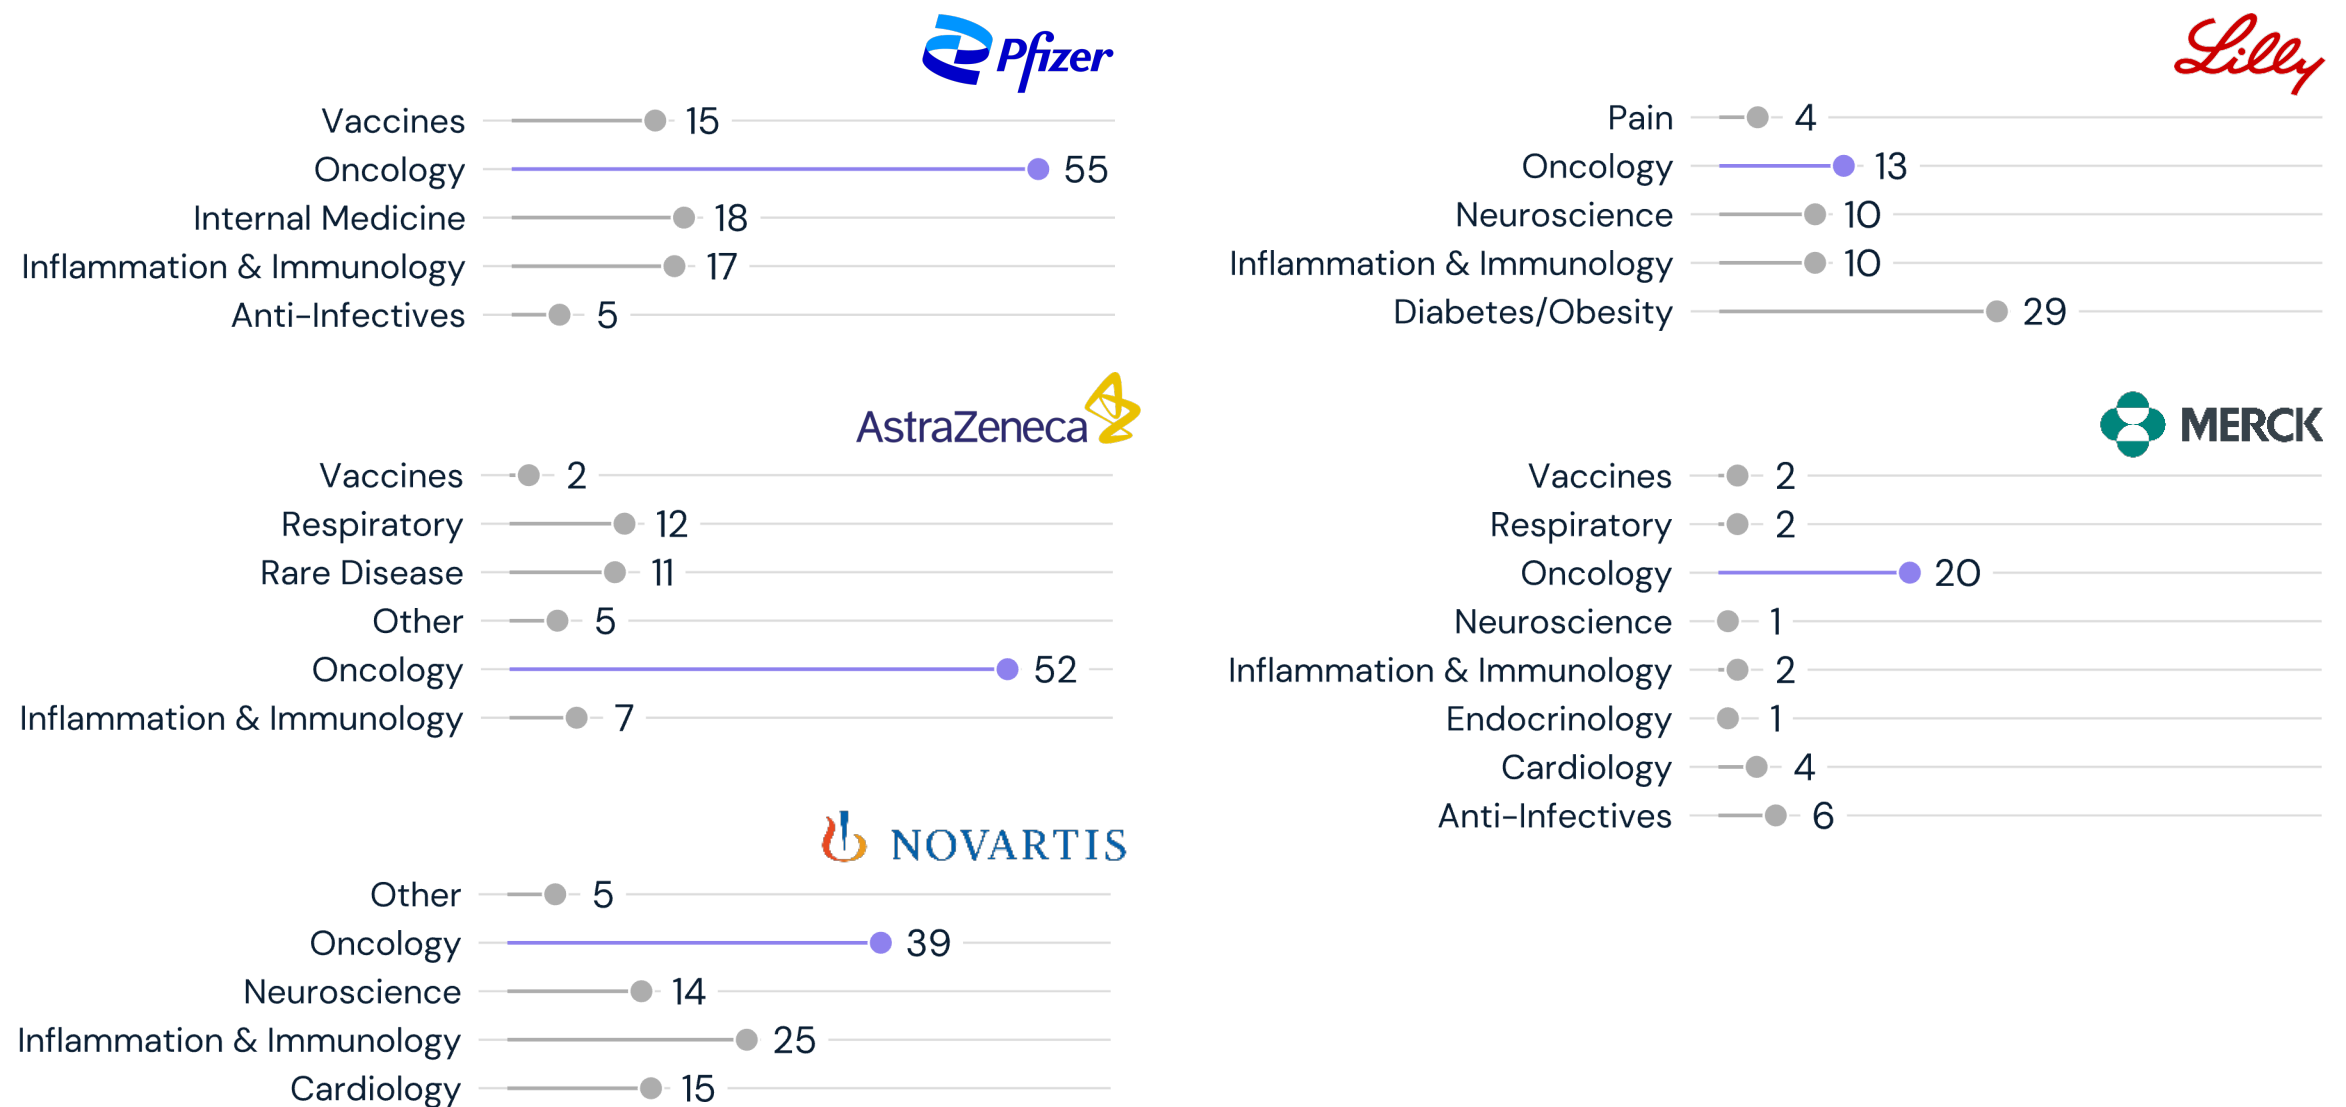 Pfizer
Vaccines 15
Oncology 55
Internal Medicine 18
Inflammation & Immunology 17
Anti-Infectives 5
Lilly
Pain 4
Oncology 13
Neuroscience 10
Inflammation & Immunology 10
Diabetes/Obesity 29
AstraZeneca
Vaccines 2
Respiratory 12
Rare Disease 11
Other 5
Oncology 52
Inflammation & Immunology 7
MERCK
Vaccines 2
Respiratory 2
Oncology 20
Neuroscience 1
Inflammation & Immunology 2
Endocrinology 1
Cardiology 4
Anti-Infectives 6
NOVARTIS
Other 5
Oncology 39
Neuroscience 14
Inflammation & Immunology 25
Cardiology 15